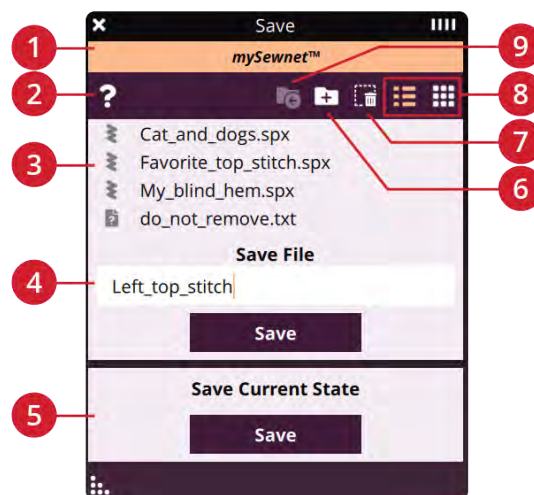 Save
mySewnet™
1
9
2
?
8
3
Cat_and_dogs.spx
7
Favorite_top_stitch.spx
6
My_blind_hem.spx
?
do_not_remove.txt
Save File
4
Left_top_stitch
Save
Save Current State
5
Save